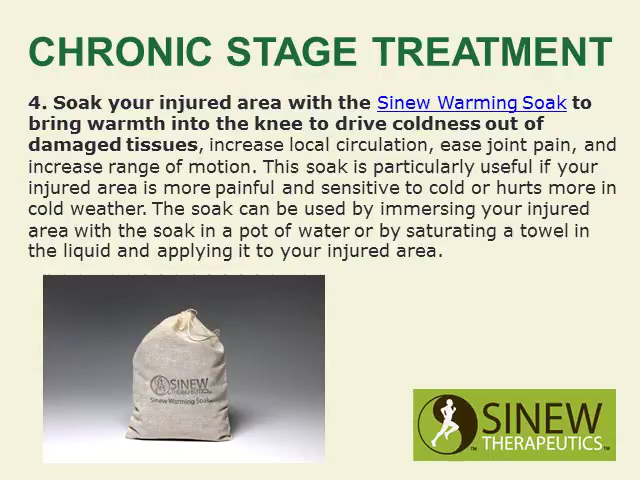 CHRONIC STAGE TREATMENT
4. Soak your injured area with the Sinew Warming Soak to
bring warmth into the knee to drive coldness out of
damaged tissues, increase local circulation, ease joint pain, and
increase range of motion. This soak is particularly useful if your
injured area is more painful and sensitive to cold or hurts more in
cold weather. The soak can be used by immersing your injured
area with the soak in a pot of water or by saturating a towel in
the liquid and applying it to your injured area.
SINEW
THERAPEUTICS
Sinew Warming Soak
SINEW
™THERAPEUTICS™